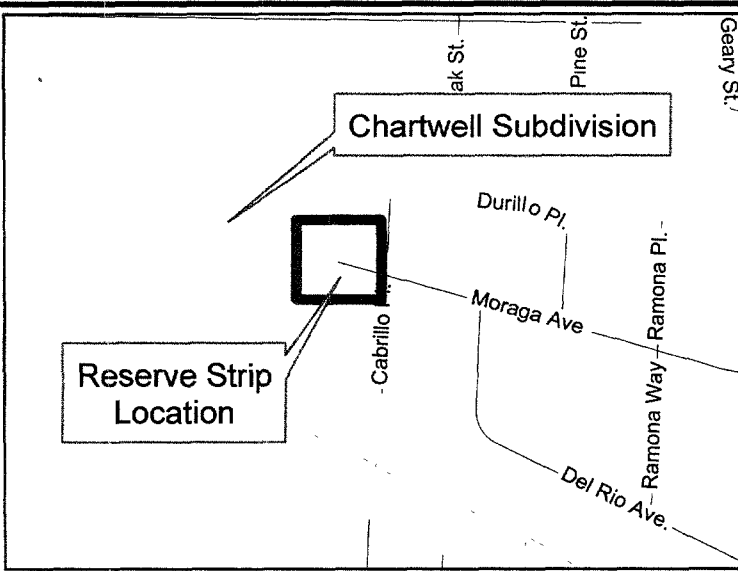 ak St.
Pine St.
Geary St.
Chartwell Subdivision
Durillo Pl.
Moraga Ave
Cabrillo
Ramona Way
Ramona Pl.
Reserve Strip
Location
Del Rio Ave.